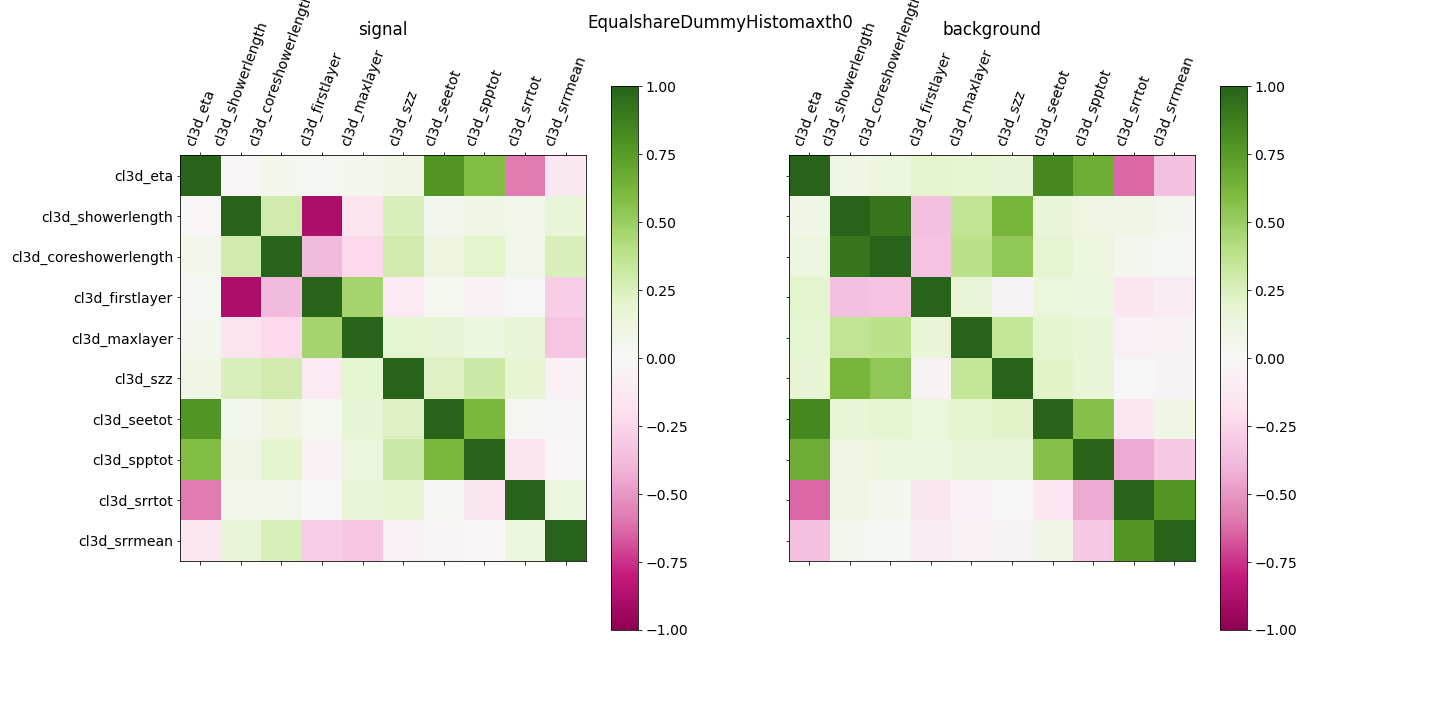 EqualshareDummyHistomaxth0
signal
cl3d_eta
cl3d_showerlength
cl3d_coreshowerlength
cl3d_firstlayer
cl3d_maxlayer
cl3d_szz
cl3d_seetot
cl3d_spptot
cl3d_srrtot
cl3d_srrmean
cl3d_eta
cl3d_showerlength
cl3d_coreshowerlength
cl3d_firstlayer
cl3d_maxlayer
cl3d_szz
cl3d_seetot
cl3d_spptot
cl3d_srrtot
cl3d_srrmean
1.00
0.75
0.50
0.25
0.00
−0.25
−0.50
−0.75
−1.00
background
cl3d_eta
cl3d_showerlength
cl3d_coreshowerlength
cl3d_firstlayer
cl3d_maxlayer
cl3d_szz
cl3d_seetot
cl3d_spptot
cl3d_srrtot
cl3d_srrmean
1.00
0.75
0.50
0.25
0.00
−0.25
−0.50
−0.75
−1.00